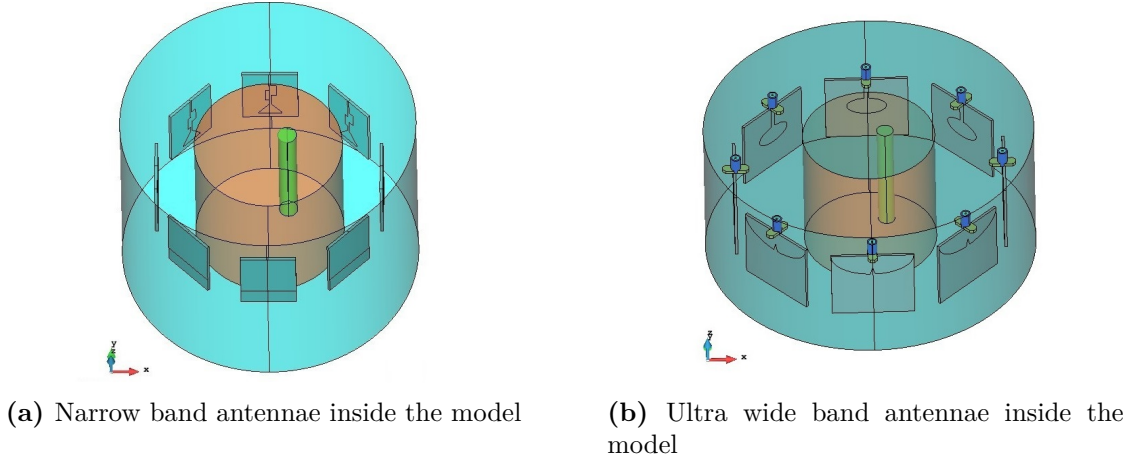 y
z
x
z
y
x
(a) Narrow band antennae inside the model
(b) Ultra wide band antennae inside the
model